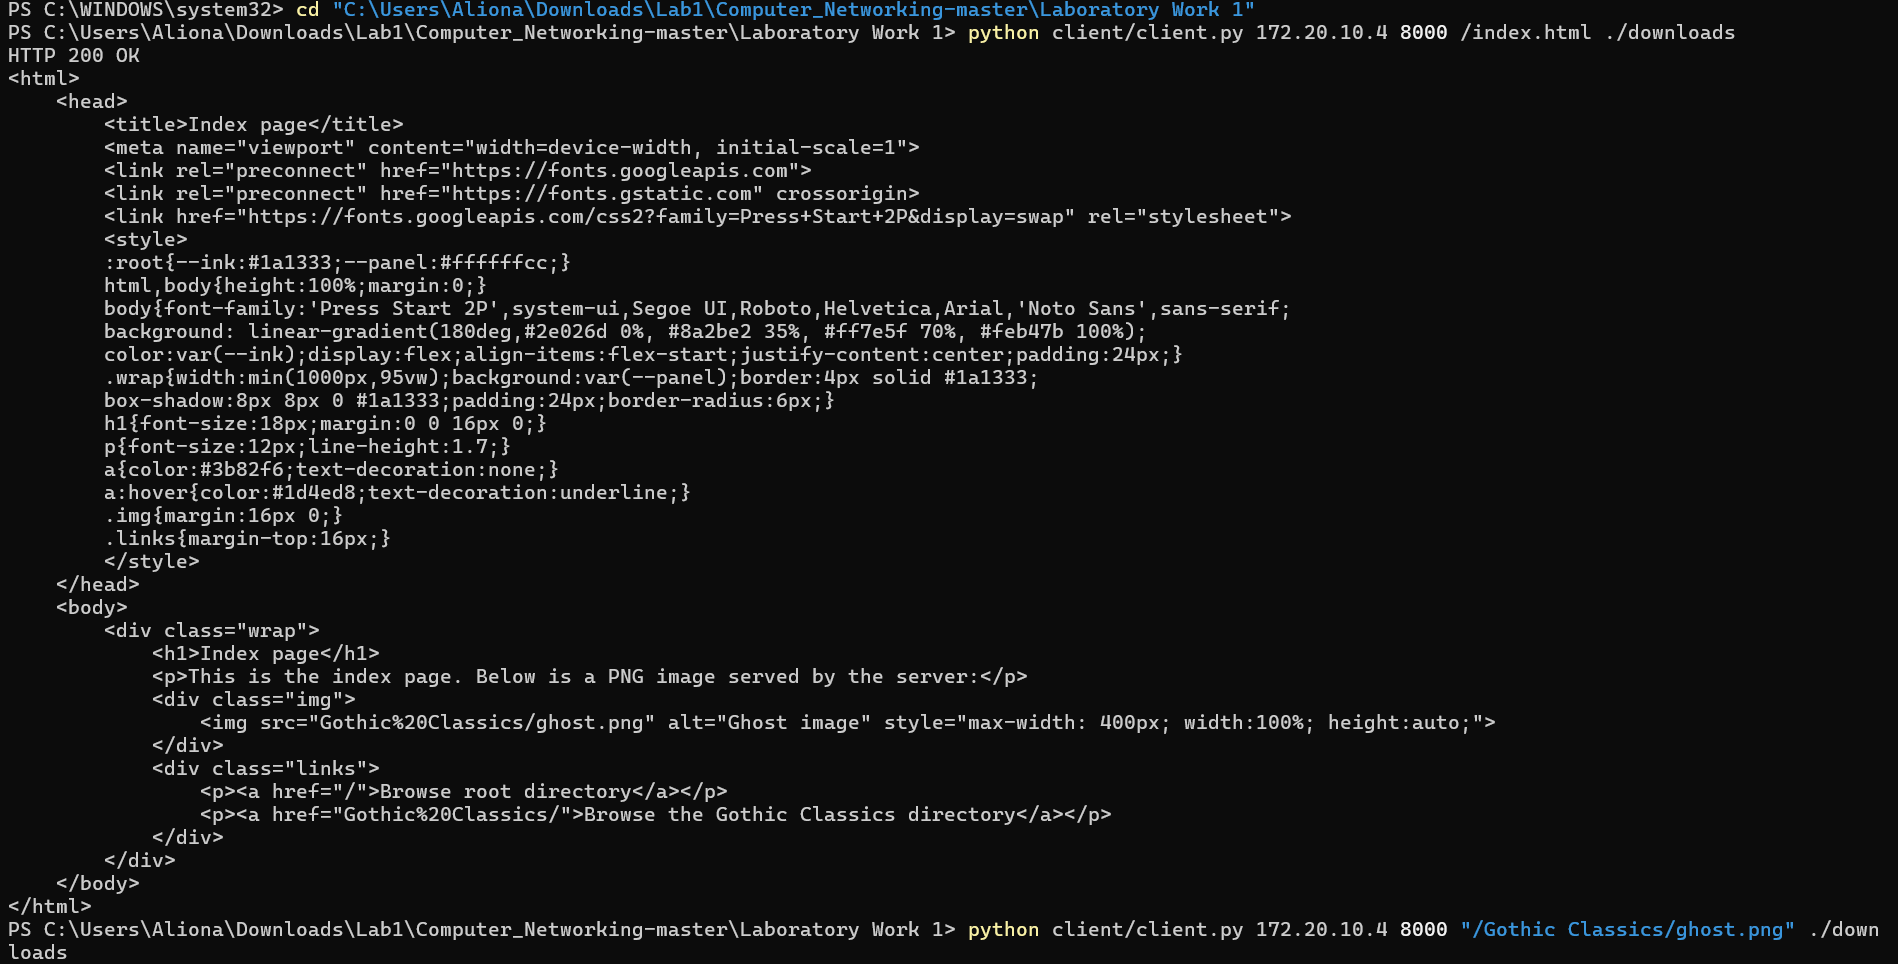 PS C:\WINDOWS\system32> cd "C:\Users\Aliona\Downloads\Lab1\Computer_Networking-master\Laboratory Work 1"
PS C:\Users\Aliona\Downloads\Lab1\Computer_Networking-master\Laboratory Work 1> python client/client.py 172.20.10.4 8000 /index.html ./downloads
HTTP 200 OK
<html>
    <head>
        <title>Index page</title>
        <meta name="viewport" content="width=device-width, initial-scale=1">
        <link rel="preconnect" href="https://fonts.googleapis.com">
        <link rel="preconnect" href="https://fonts.gstatic.com" crossorigin>
        <link href="https://fonts.googleapis.com/css2?family=Press+Start+2P&display=swap" rel="stylesheet">
        <style>
        :root{--ink:#1a1333;--panel:#ffffffcc;}
        html,body{height:100%;margin:0;}
        body{font-family:'Press Start 2P',system-ui,Segoe UI,Roboto,Helvetica,Arial,'Noto Sans',sans-serif;
        background: linear-gradient(180deg,#2e026d 0%, #8a2be2 35%, #ff7e5f 70%, #feb47b 100%);
        color:var(--ink);display:flex;align-items:flex-start;justify-content:center;padding:24px;}
        .wrap{width:min(1000px,95vw);background:var(--panel);border:4px solid #1a1333;
        box-shadow:8px 8px 0 #1a1333;padding:24px;border-radius:6px;}
        h1{font-size:18px;margin:0 0 16px 0;}
        p{font-size:12px;line-height:1.7;}
        a{color:#3b82f6;text-decoration:none;}
        a:hover{color:#1d4ed8;text-decoration:underline;}
        .img{margin:16px 0;}
        .links{margin-top:16px;}
        </style>
    </head>
    <body>
        <div class="wrap">
            <h1>Index page</h1>
            <p>This is the index page. Below is a PNG image served by the server:</p>
            <div class="img">
                <img src="Gothic%20Classics/ghost.png" alt="Ghost image" style="max-width: 400px; width:100%; height:auto;">
            </div>
            <div class="links">
                <p><a href="/">Browse root directory</a></p>
                <p><a href="Gothic%20Classics/">Browse the Gothic Classics directory</a></p>
            </div>
        </div>
    </body>
</html>
PS C:\Users\Aliona\Downloads\Lab1\Computer_Networking-master\Laboratory Work 1> python client/client.py 172.20.10.4 8000 "/Gothic Classics/ghost.png" ./down
loads